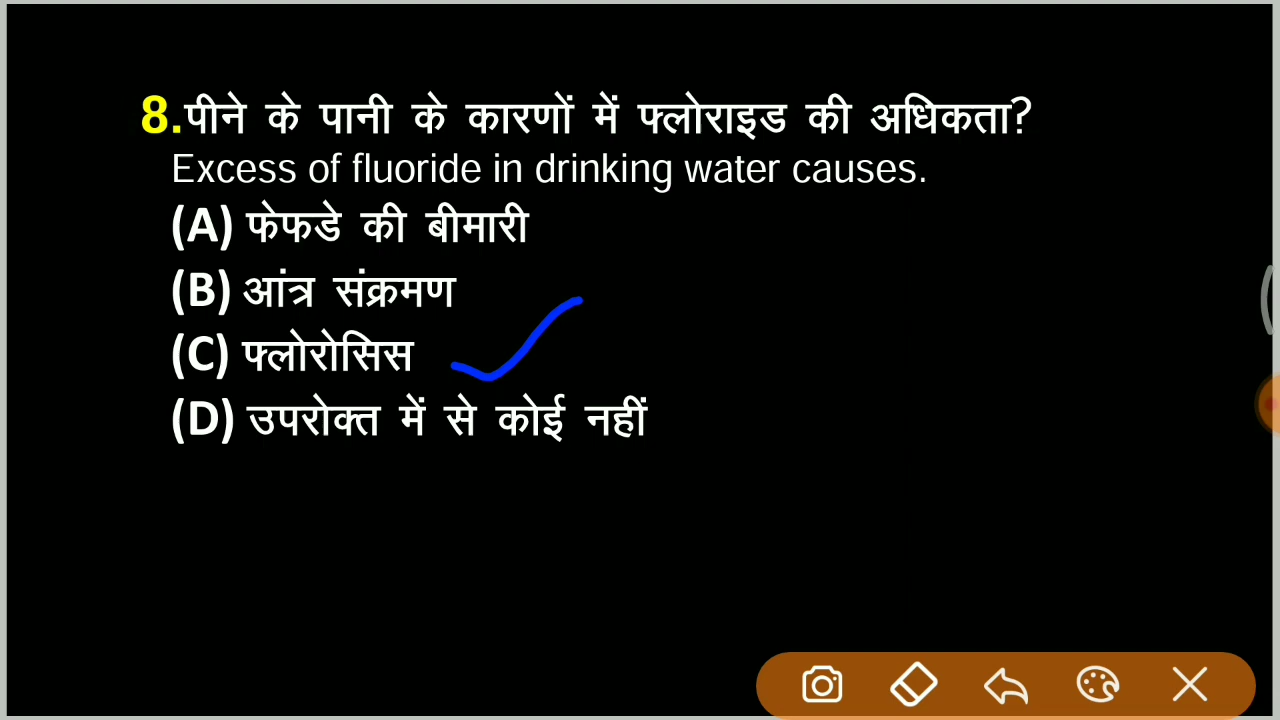 8.पीने के पानी के कारणों में फ्लोराइड की अधिकता?
Excess of fluoride in drinking water causes.
(A) फेफडे की बीमारी
(B) आंत्र संक्रमण
(C) फ्लोरोसिस
(D) उपरोक्त में से कोई नहीं